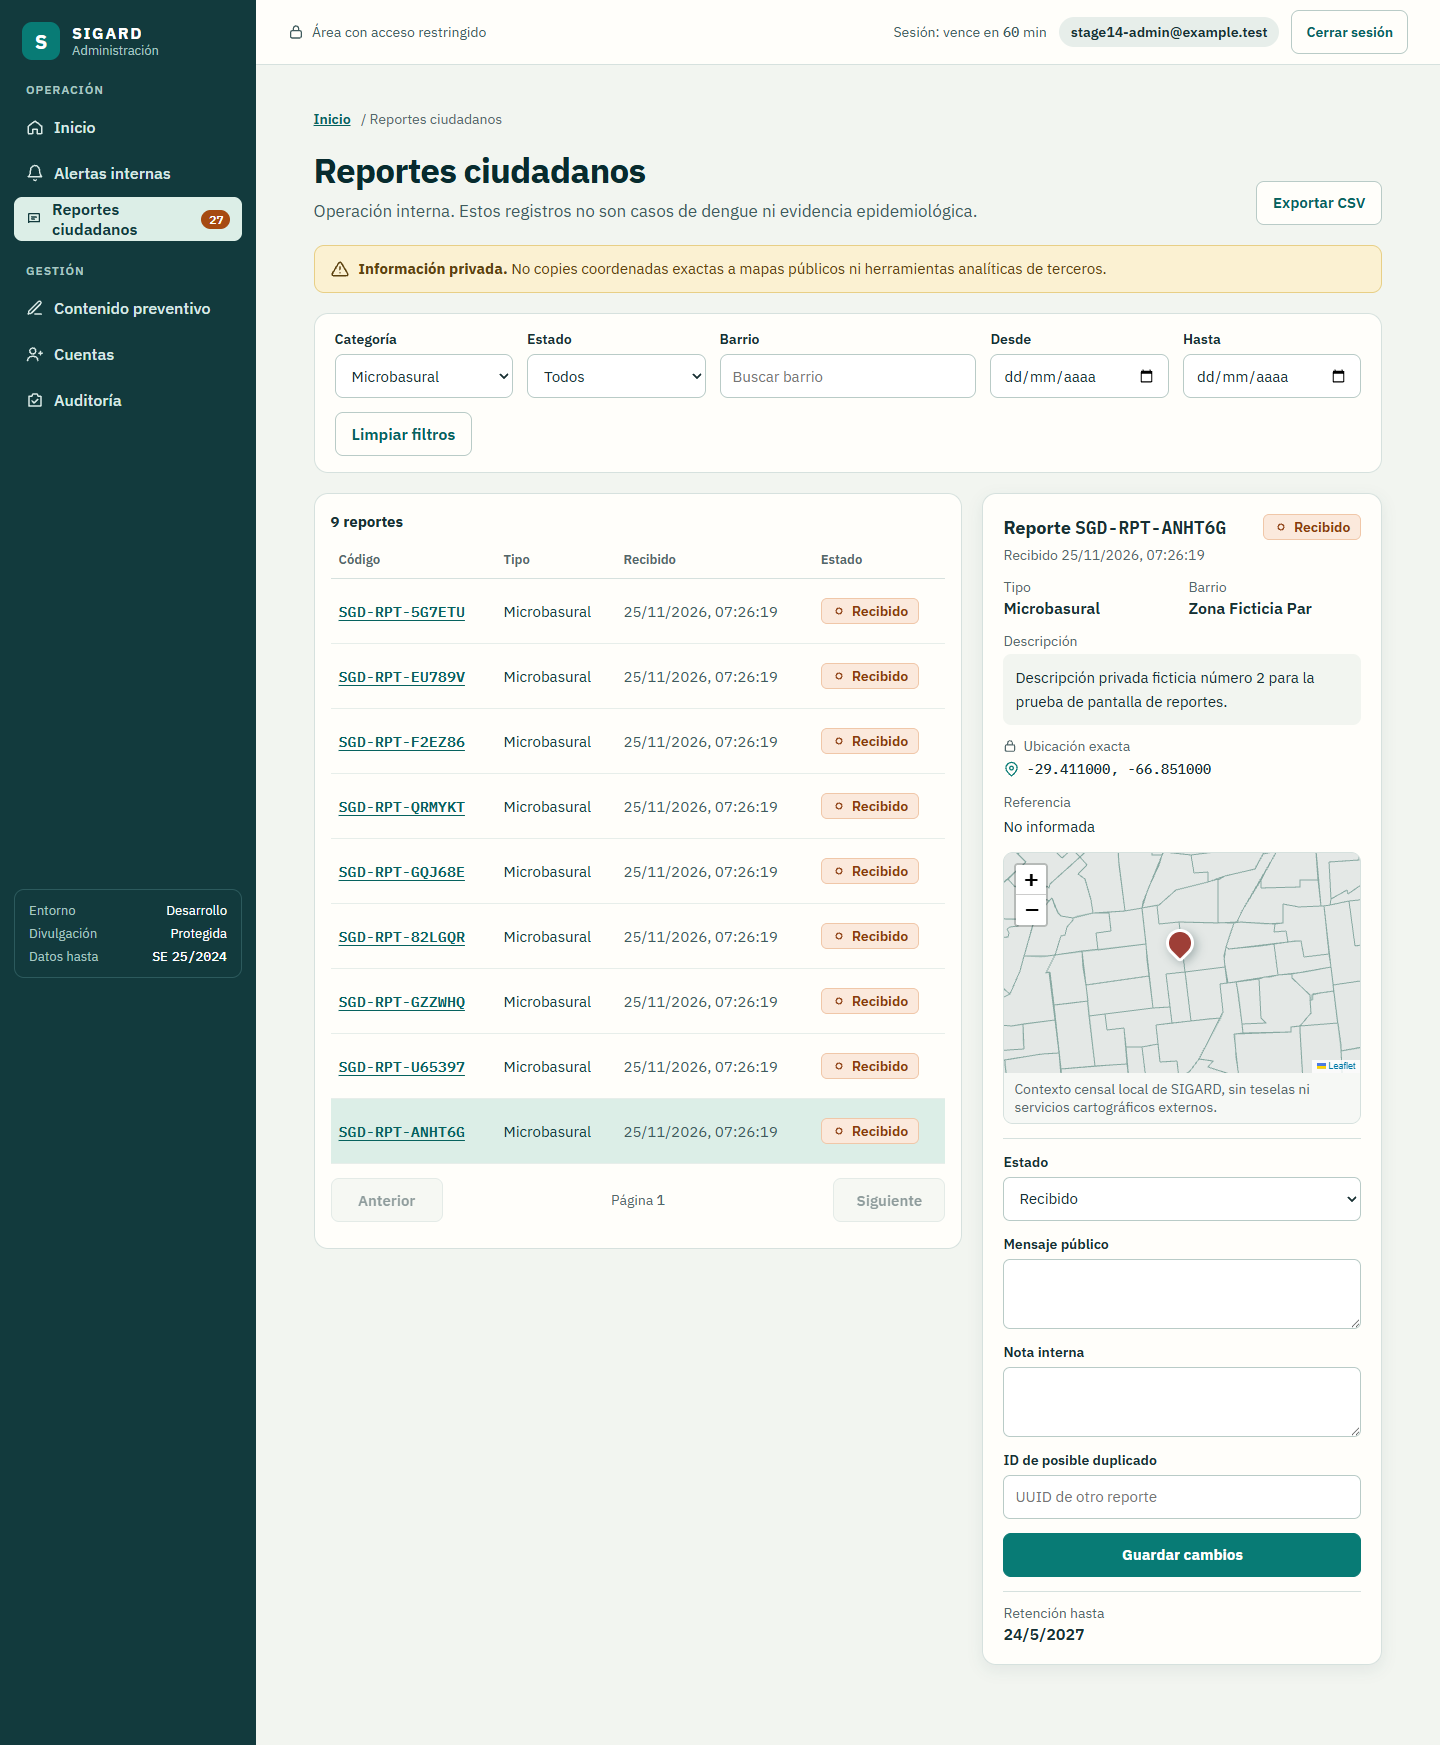 S
SIGARD
Administración
OPERACIÓN
Inicio
Alertas internas
Reportes
ciudadanos
27
GESTIÓN
Contenido preventivo
Cuentas
Auditoría
Entorno Desarrollo
Divulgación Protegida
Datos hasta SE 25/2024
Área con acceso restringido
Sesión: vence en 60 min
stage14-admin@example.test
Cerrar sesión
Inicio / Reportes ciudadanos
Reportes ciudadanos
Operación interna. Estos registros no son casos de dengue ni evidencia epidemiológica.
Exportar CSV
Información privada. No copies coordenadas exactas a mapas públicos ni herramientas analíticas de terceros.
Categoría Estado Barrio Desde Hasta
Microbasural Todos Buscar barrio dd/mm/aaaa dd/mm/aaaa
Limpiar filtros
9 reportes
Código Tipo Recibido Estado
SGD-RPT-5G7ETU Microbasural 25/11/2026, 07:26:19 Recibido
SGD-RPT-EU789V Microbasural 25/11/2026, 07:26:19 Recibido
SGD-RPT-F2EZ86 Microbasural 25/11/2026, 07:26:19 Recibido
SGD-RPT-QRMYKT Microbasural 25/11/2026, 07:26:19 Recibido
SGD-RPT-GQJ68E Microbasural 25/11/2026, 07:26:19 Recibido
SGD-RPT-82LGQR Microbasural 25/11/2026, 07:26:19 Recibido
SGD-RPT-GZZWHQ Microbasural 25/11/2026, 07:26:19 Recibido
SGD-RPT-U65397 Microbasural 25/11/2026, 07:26:19 Recibido
SGD-RPT-ANHT6G Microbasural 25/11/2026, 07:26:19 Recibido
Anterior Página 1 Siguiente
Reporte SGD-RPT-ANHT6G Recibido
Recibido 25/11/2026, 07:26:19
Tipo Barrio
Microbasural Zona Ficticia Par
Descripción
Descripción privada ficticia número 2 para la
prueba de pantalla de reportes.
Ubicación exacta
-29.411000, -66.851000
Referencia
No informada
+
−
Leaflet
Contexto censal local de SIGARD, sin teselas ni
servicios cartográficos externos.
Estado
Recibido
Mensaje público
Nota interna
ID de posible duplicado
UUID de otro reporte
Guardar cambios
Retención hasta
24/5/2027